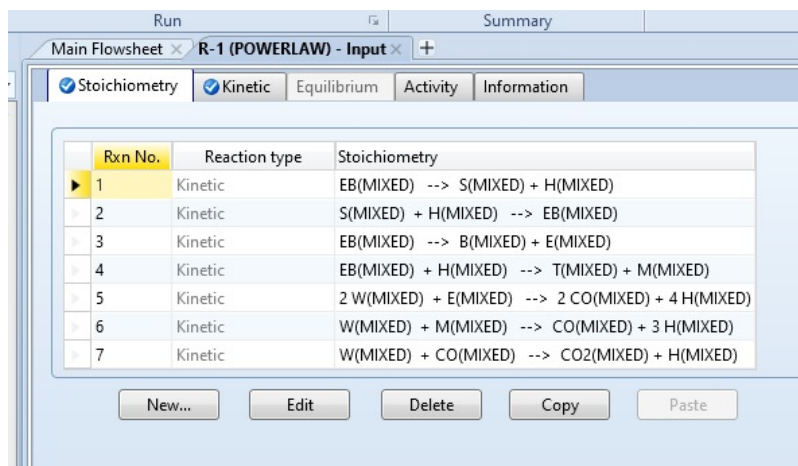 Run Summary
Main Flowsheet × R-1 (POWERLAW) - Input × +
Stoichiometry Kinetic Equilibrium Activity Information
Rxn No. Reaction type Stoichiometry
1 Kinetic EB(MIXED) --> S(MIXED) + H(MIXED)
2 Kinetic S(MIXED) + H(MIXED) --> EB(MIXED)
3 Kinetic EB(MIXED) --> B(MIXED) + E(MIXED)
4 Kinetic EB(MIXED) + H(MIXED) --> T(MIXED) + M(MIXED)
5 Kinetic 2 W(MIXED) + E(MIXED) --> 2 CO(MIXED) + 4 H(MIXED)
6 Kinetic W(MIXED) + M(MIXED) --> CO(MIXED) + 3 H(MIXED)
7 Kinetic W(MIXED) + CO(MIXED) --> CO2(MIXED) + H(MIXED)
New... Edit Delete Copy Paste